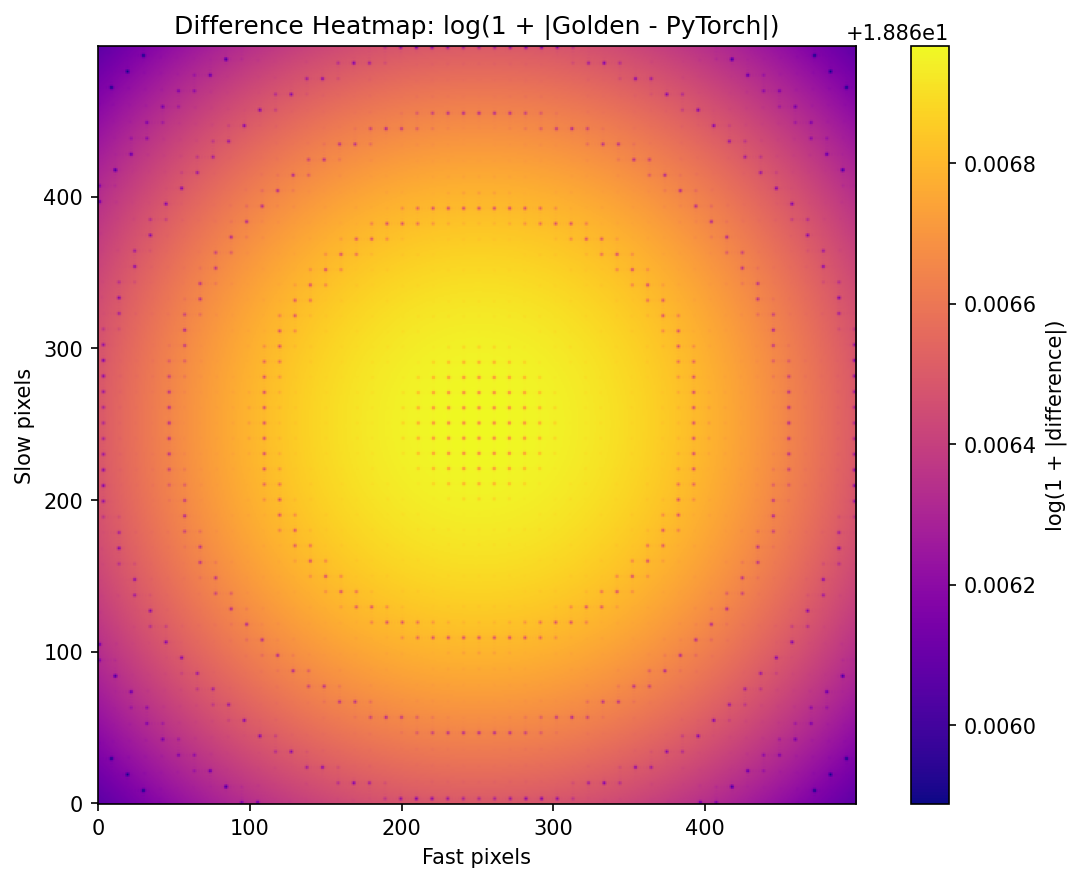 Difference Heatmap: log(1 + |Golden - PyTorch|)
+1.886e1
400
300
200
100
0
0 100 200 300 400
Slow pixels
Fast pixels
0.0068
0.0066
0.0064
0.0062
0.0060
log(1 + |difference|)